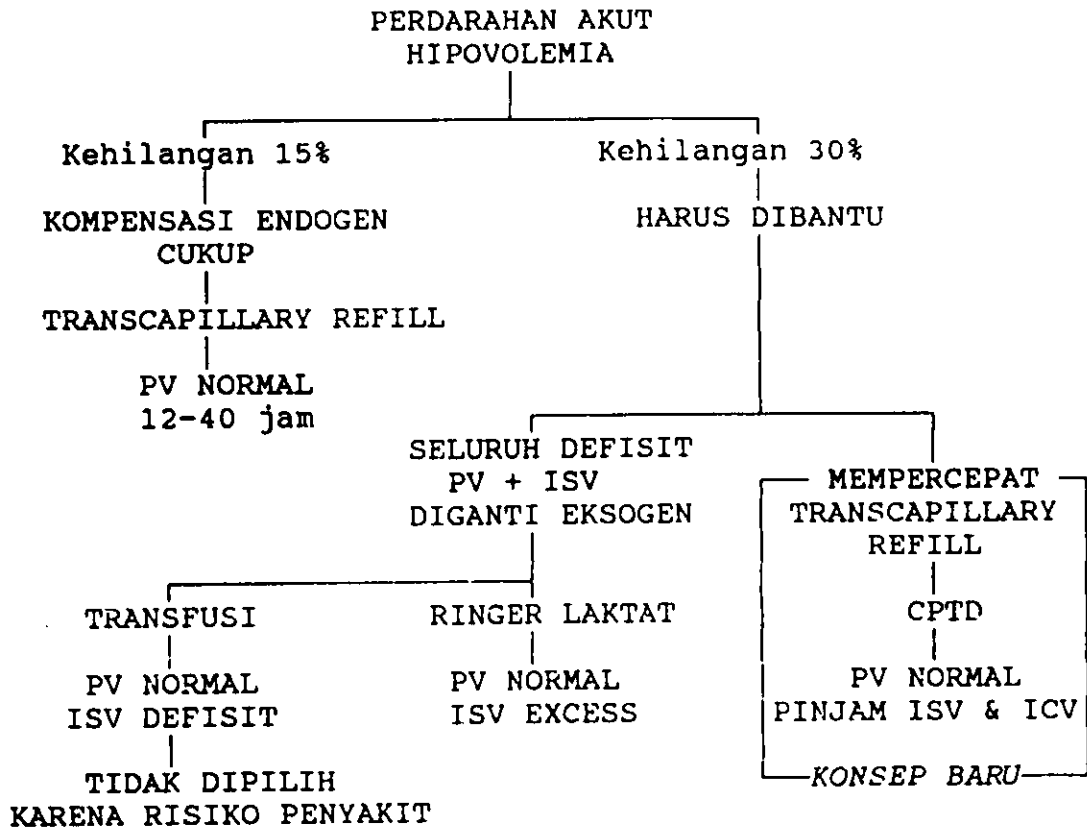 PERDARAHAN AKUT
HIPOVOLEMIA
Kehilangan 15%
Kehilangan 30%
KOMPENSASI ENDOGEN
CUKUP
HARUS DIBANTU
TRANSCAPILLARY REFILL
PV NORMAL
12-40 jam
SELURUH DEFISIT
PV + ISV
DIGANTI EKSOGEN
MEMPERCEPAT
TRANSCAPILLARY
REFILL
TRANSFUSI
RINGER LAKTAT
CPTD
PV NORMAL
ISV DEFISIT
PV NORMAL
ISV EXCESS
PV NORMAL
PINJAM ISV & ICV
TIDAK DIPILIH
KARENA RISIKO PENYAKIT
KONSEP BARU